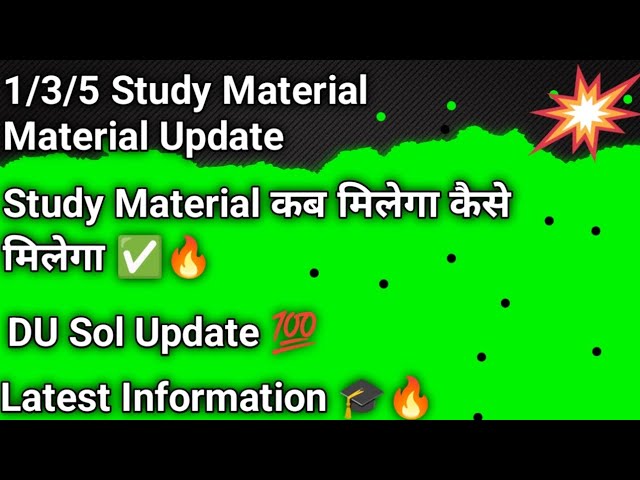 1/3/5 Study Material
Material Update
Study Material कब मिलेगा कैसे
मिलेगा ✅🔥
DU Sol Update 💯
Latest Information 🎓🔥